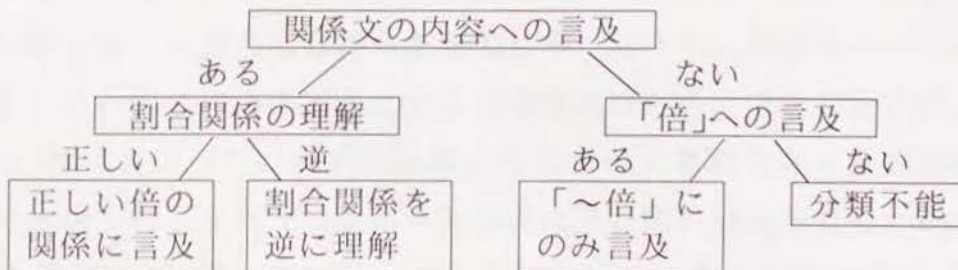 関係文の内容への言及
ある
ない
割合関係の理解
「倍」への言及
正しい
逆
ある
ない
正しい倍の
関係に言及
割合関係を
逆に理解
「～倍」に
のみ言及
分類不能